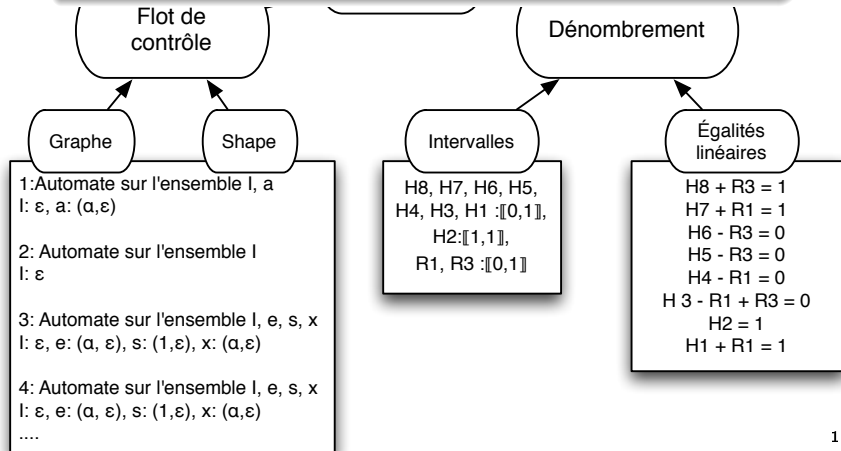 Flot de
contrôle
Dénombrement
Graphe
Shape
Intervalles
Égalités
linéaires
1:Automate sur l'ensemble I, a
I: ε, a: (α,ε)
2: Automate sur l'ensemble I
I: ε
3: Automate sur l'ensemble I, e, s, x
I: ε, e: (α, ε), s: (1,ε), x: (α,ε)
4: Automate sur l'ensemble I, e, s, x
I: ε, e: (α, ε), s: (1,ε), x: (α,ε)
....
H8, H7, H6, H5,
H4, H3, H1 :⟦0,1⟧,
H2:⟦1,1⟧,
R1, R3 :⟦0,1⟧
H8 + R3 = 1
H7 + R1 = 1
H6 - R3 = 0
H5 - R3 = 0
H4 - R1 = 0
H 3 - R1 + R3 = 0
H2 = 1
H1 + R1 = 1
1